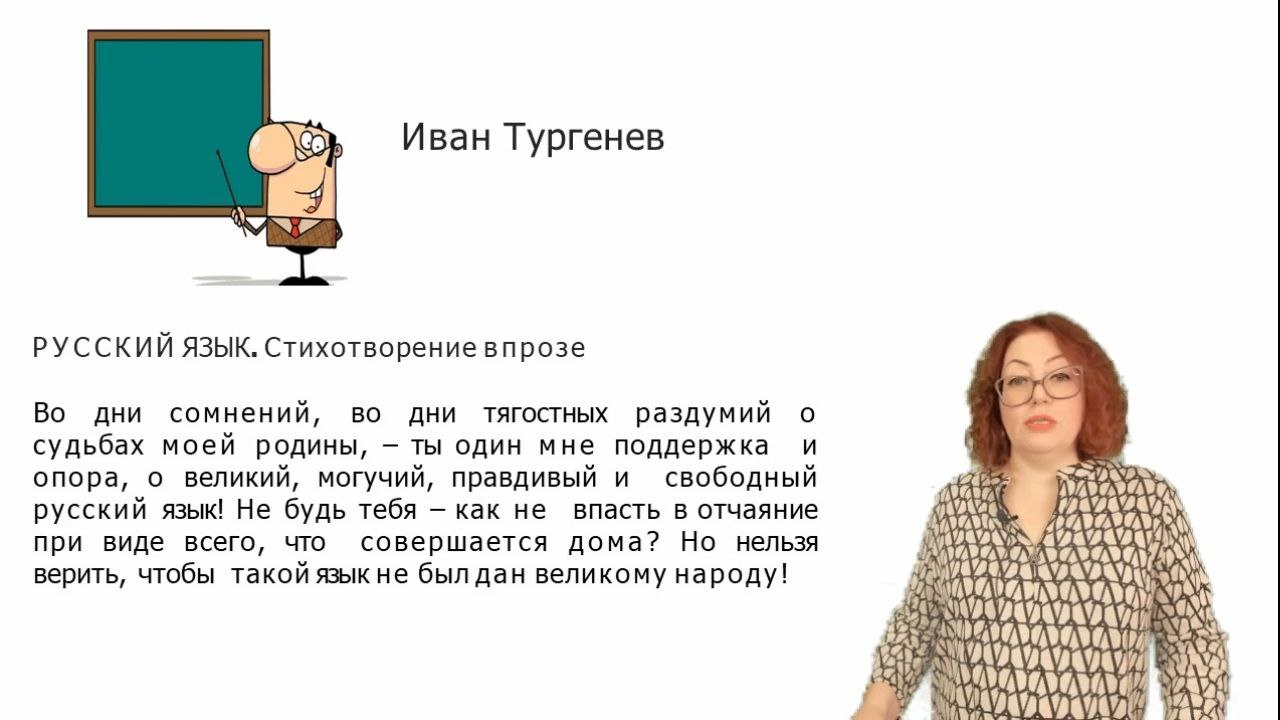 Иван Тургенев
РУССКИЙ ЯЗЫК. Стихотворение в прозе
Во дни сомнений, во дни тягостных раздумий о
судьбах моей родины, – ты один мне поддержка и
опора, о великий, могучий, правдивый и свободный
русский язык! Не будь тебя – как не впасть в отчаяние
при виде всего, что совершается дома? Но нельзя
верить, чтобы такой язык не был дан великому народу!